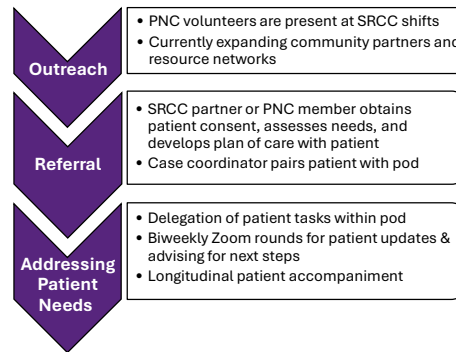 Outreach
• PNC volunteers are present at SRCC shifts
• Currently expanding community partners and
resource networks
Referral
• SRCC partner or PNC member obtains
patient consent, assesses needs, and
develops plan of care with patient
• Case coordinator pairs patient with pod
Addressing
Patient
Needs
• Delegation of patient tasks within pod
• Biweekly Zoom rounds for patient updates &
advising for next steps
• Longitudinal patient accompaniment